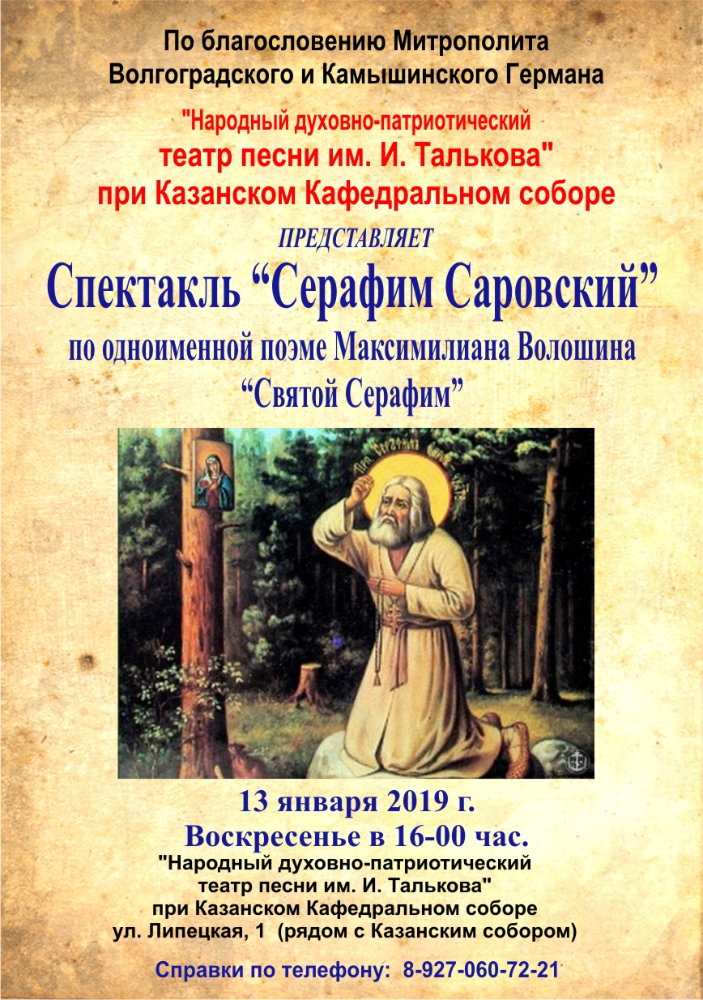 По благословению Митрополита
Волгоградского и Камышинского Германа
"Народный духовно-патриотический
театр песни им. И. Талькова"
при Казанском Кафедральном соборе
ПРЕДСТАВЛЯЕТ
Спектакль “Серафим Саровский”
по одноименной поэме Максимилиана Волошина
“Святой Серафим”
13 января 2019 г.
Воскресенье в 16-00 час.
"Народный духовно-патриотический
театр песни им. И. Талькова"
при Казанском Кафедральном соборе
ул. Липецкая, 1 (рядом с Казанским собором)
Справки по телефону: 8-927-060-72-21